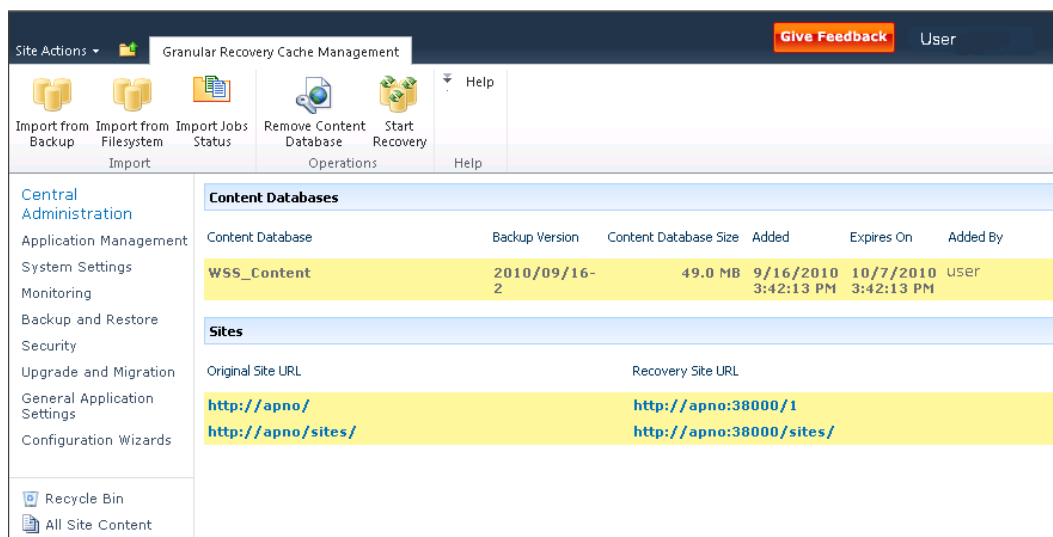 Give Feedback
User
Site Actions
Granular Recovery Cache Management
Import from Backup
Import from Filesystem
Import Jobs Status
Import
Remove Content Database
Start Recovery
Operations
Help
Help
Central
Administration
Application Management
System Settings
Monitoring
Backup and Restore
Security
Upgrade and Migration
General Application
Settings
Configuration Wizards
Recycle Bin
All Site Content
Content Databases
Content Database Backup Version Content Database Size Added Expires On Added By
WSS_Content 2010/09/16- 49.0 MB 9/16/2010 10/7/2010 user
2 3:42:13 PM 3:42:13 PM
Sites
Original Site URL Recovery Site URL
http://apno/ http://apno:38000/1
http://apno/sites/ http://apno:38000/sites/